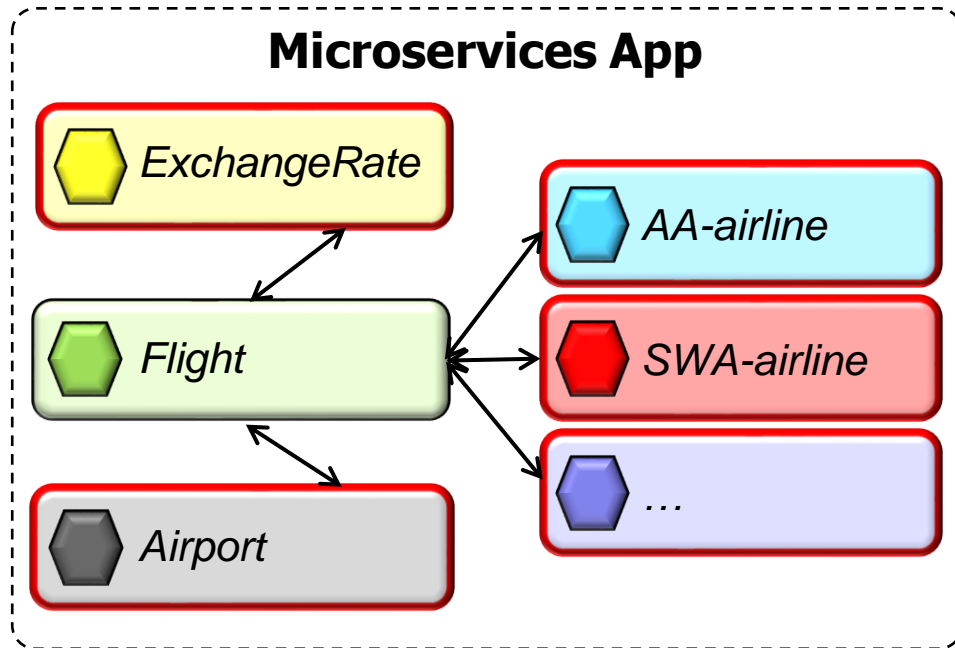 Microservices App
ExchangeRate
AA-airline
Flight
SWA-airline
…
Airport